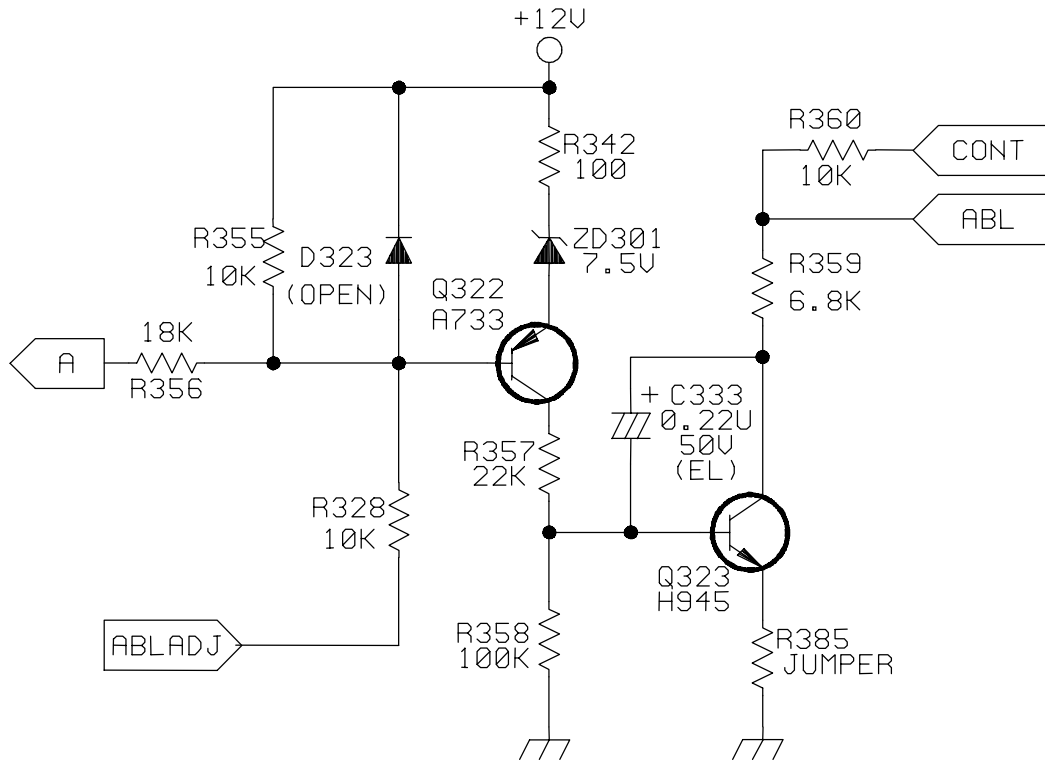 +12V
R342
100
R360
10K
CONT
ABL
R355
10K
D323
(OPEN)
ZD301
7.5V
R359
6.8K
Q322
A733
A
18K
R356
+ C333
0.22U
50V
(EL)
R357
22K
R328
10K
Q323
H945
ABLADJ
R358
100K
R385
JUMPER